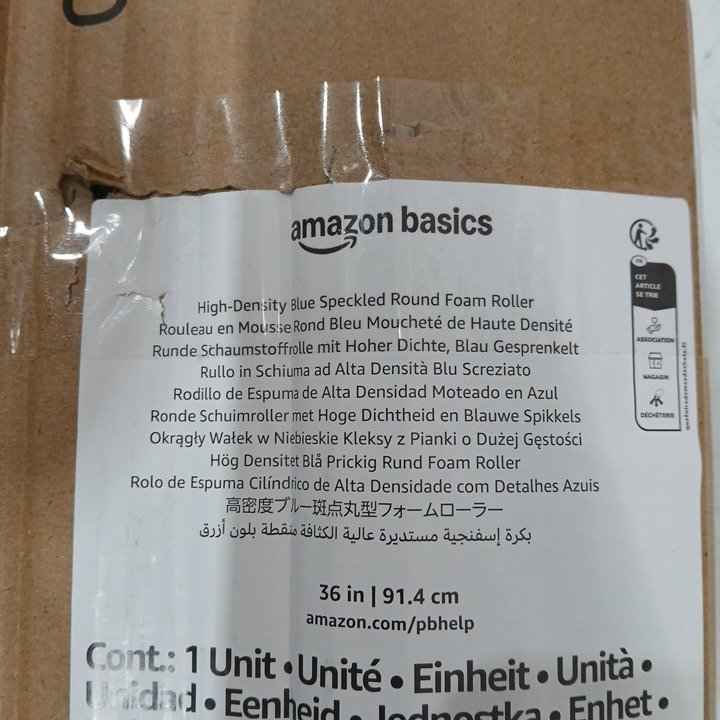 amazon basics
High-Density Blue Speckled Round Foam Roller
Rouleau en Mousse Rond Bleu Moucheté de Haute Densité
Runde Schaumstoffrolle mit Hoher Dichte, Blau Gesprenkelt
Rullo in Schiuma ad Alta Densità Blu Screziato
Rodillo de Espuma de Alta Densidad Moteado en Azul
Ronde Schuimroller met Hoge Dichtheid en Blauwe Spikkels
Okrągły Wałek w Niebieskie Kleksy z Pianki o Dużej Gęstości
Hög Densitet Blå Prickig Rund Foam Roller
Rolo de Espuma Cilíndrico de Alta Densidade com Detalhes Azuis
高密度ブルー斑点丸型フォームローラー
بكرة إسفنجية مستديرة عالية الكثافة منقطة بلون أزرق
36 in | 91.4 cm
amazon.com/pbhelp
Cont.: 1 Unit • Unité • Einheit • Unità •
Unidad • Eenheid • Jednostka • Enhet •
FR
CET
ARTICLE
SE TRIE
ASSOCIATION
MAGASIN
DÉCHÈTERIE
quefairedemesdechets.fr